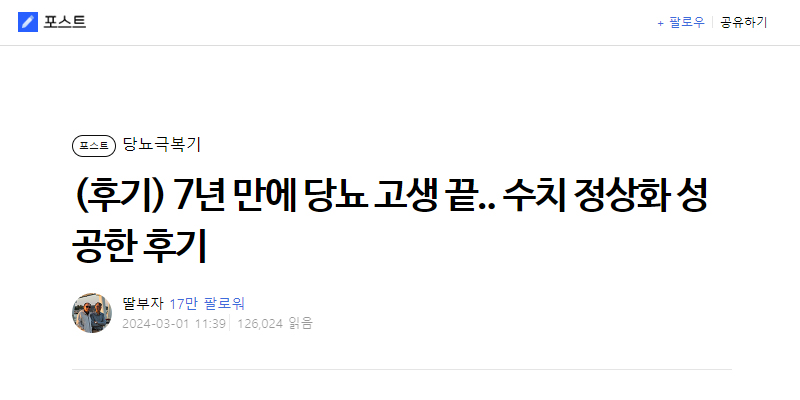 포스트
+ 팔로우 | 공유하기
포스트 당뇨극복기
(후기) 7년 만에 당뇨 고생 끝.. 수치 정상화 성
공한 후기
딸부자 17만 팔로워
2024-03-01 11:39 | 126,024 읽음